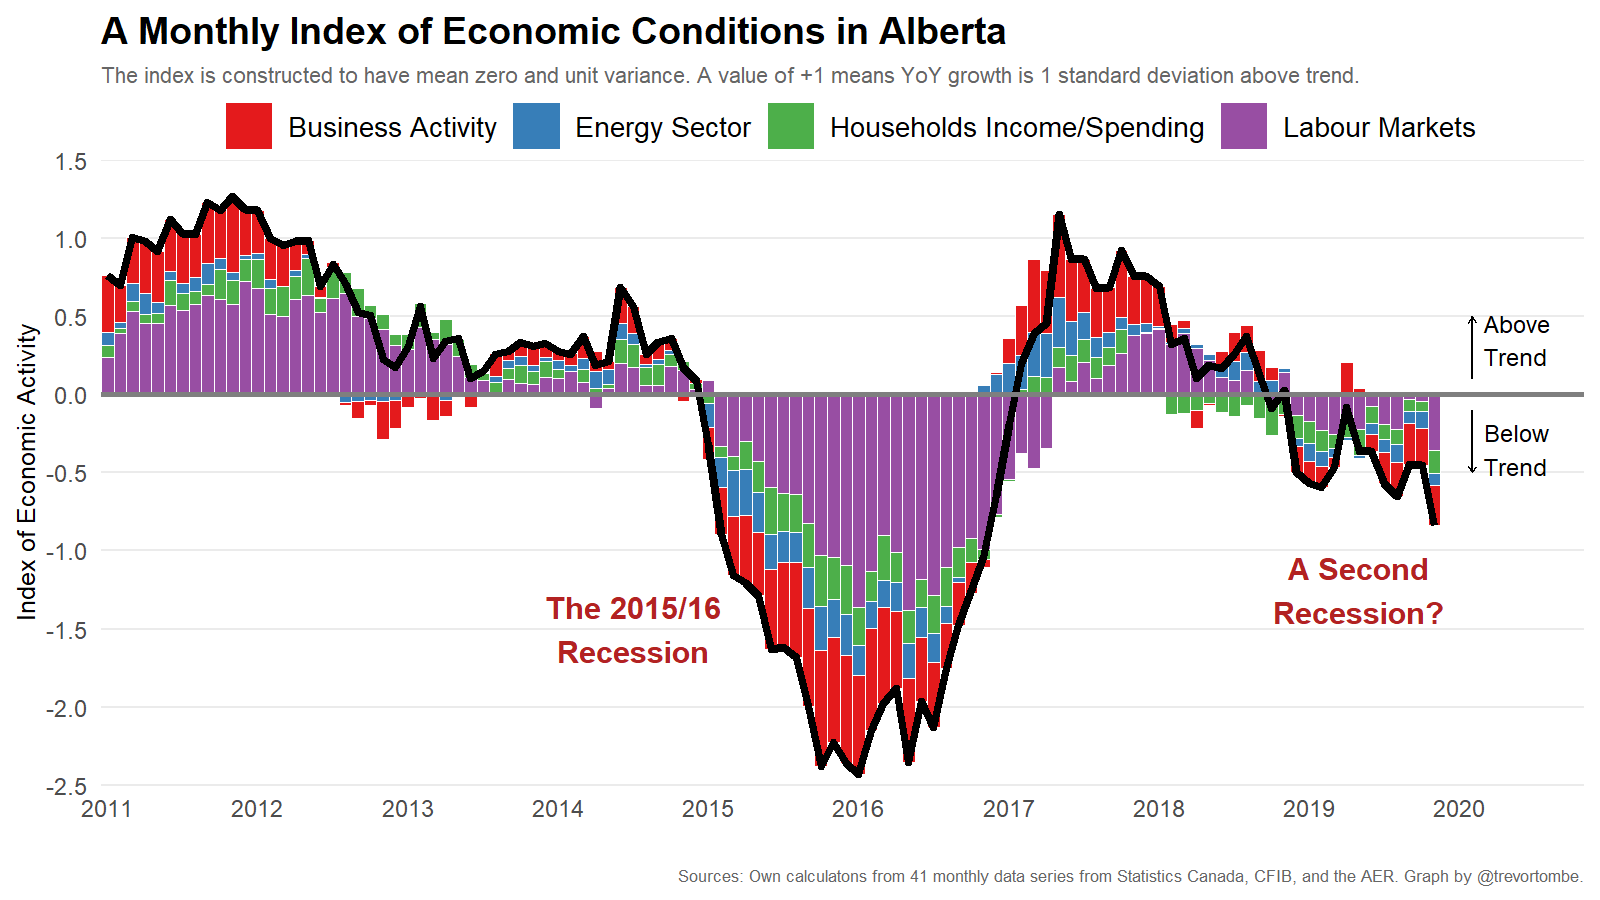 A Monthly Index of Economic Conditions in Alberta
The index is constructed to have mean zero and unit variance. A value of +1 means YoY growth is 1 standard deviation above trend.
Business Activity
Energy Sector
Households Income/Spending
Labour Markets
Index of Economic Activity
1.5
1.0
0.5
0.0
-0.5
-1.0
-1.5
-2.0
-2.5
Above
Trend
Below
Trend
The 2015/16
Recession
A Second
Recession?
2011
2012
2013
2014
2015
2016
2017
2018
2019
2020
Sources: Own calculatons from 41 monthly data series from Statistics Canada, CFIB, and the AER. Graph by @trevortombe.